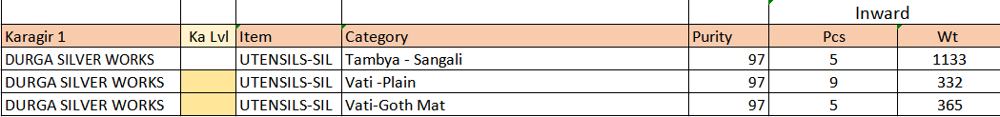 Inward
Karagir 1 Ka Lvl Item Category Purity Pcs Wt
DURGA SILVER WORKS UTENSILS-SIL Tambya - Sangali 97 5 1133
DURGA SILVER WORKS UTENSILS-SIL Vati -Plain 97 9 332
DURGA SILVER WORKS UTENSILS-SIL Vati-Goth Mat 97 5 365